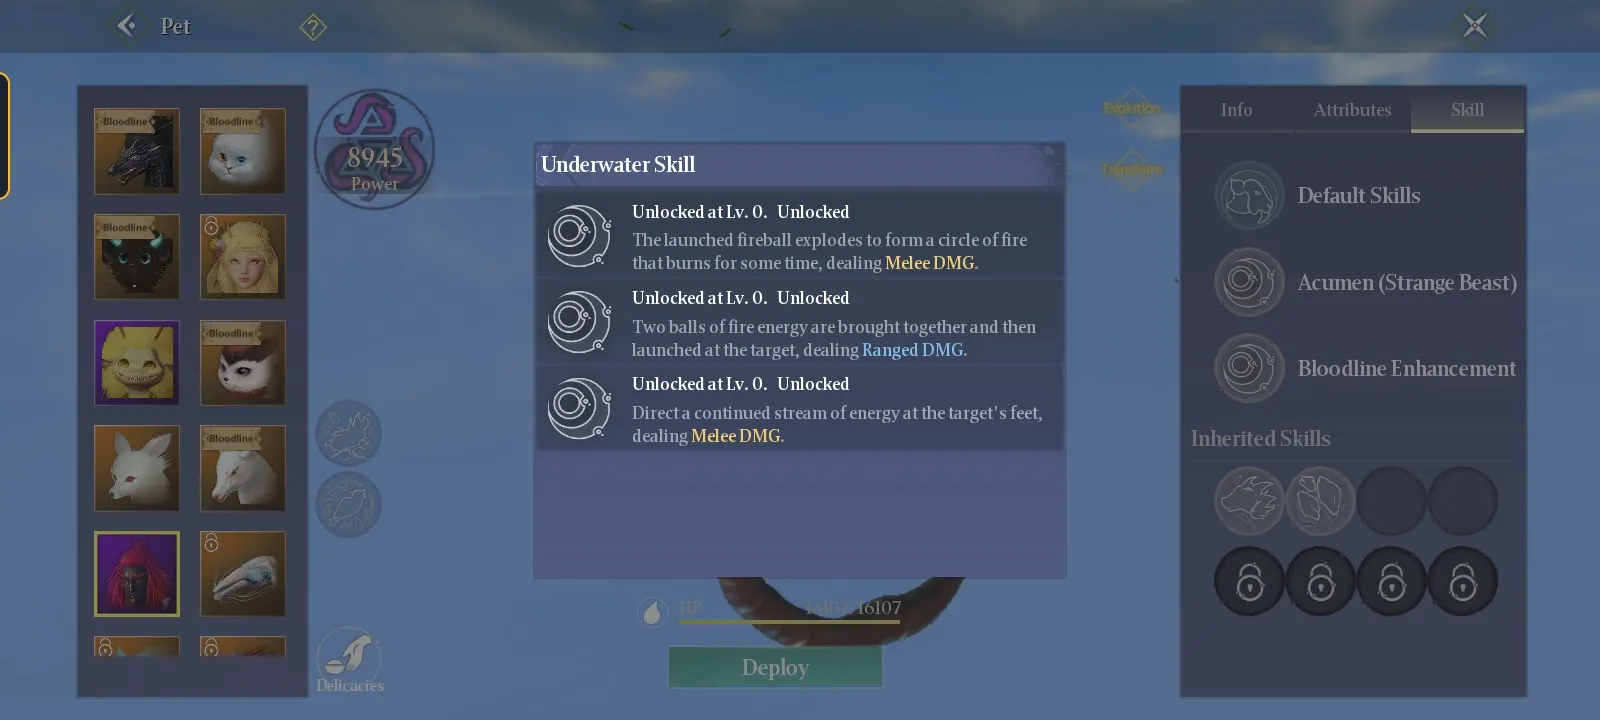 Pet
?
Bloodline
Bloodline
Bloodline
Bloodline
Bloodline
8945
Power
Delicacies
Underwater Skill
Unlocked at Lv. 0. Unlocked
The launched fireball explodes to form a circle of fire
that burns for some time, dealing Melee DMG.
Unlocked at Lv. 0. Unlocked
Two balls of fire energy are brought together and then
launched at the target, dealing Ranged DMG.
Unlocked at Lv. 0. Unlocked
Direct a continued stream of energy at the target's feet,
dealing Melee DMG.
HP 16107/16107
Deploy
Evolution
Transform
Info Attributes Skill
Default Skills
Acumen (Strange Beast)
Bloodline Enhancement
Inherited Skills